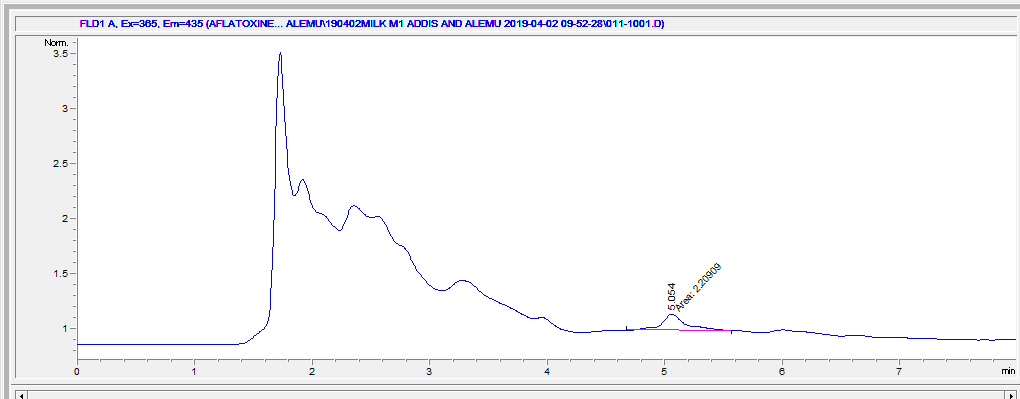 FLD1 A, Ex=365, Em=435 (AFLATOXINE... ALEMU\190402MILK M1 ADDIS AND ALEMU 2019-04-02 09-52-28\011-1001.D)
Norm.
3.5
3
2.5
2
1.5
1
5.054
Area: 2.20909
0 1 2 3 4 5 6 7 min